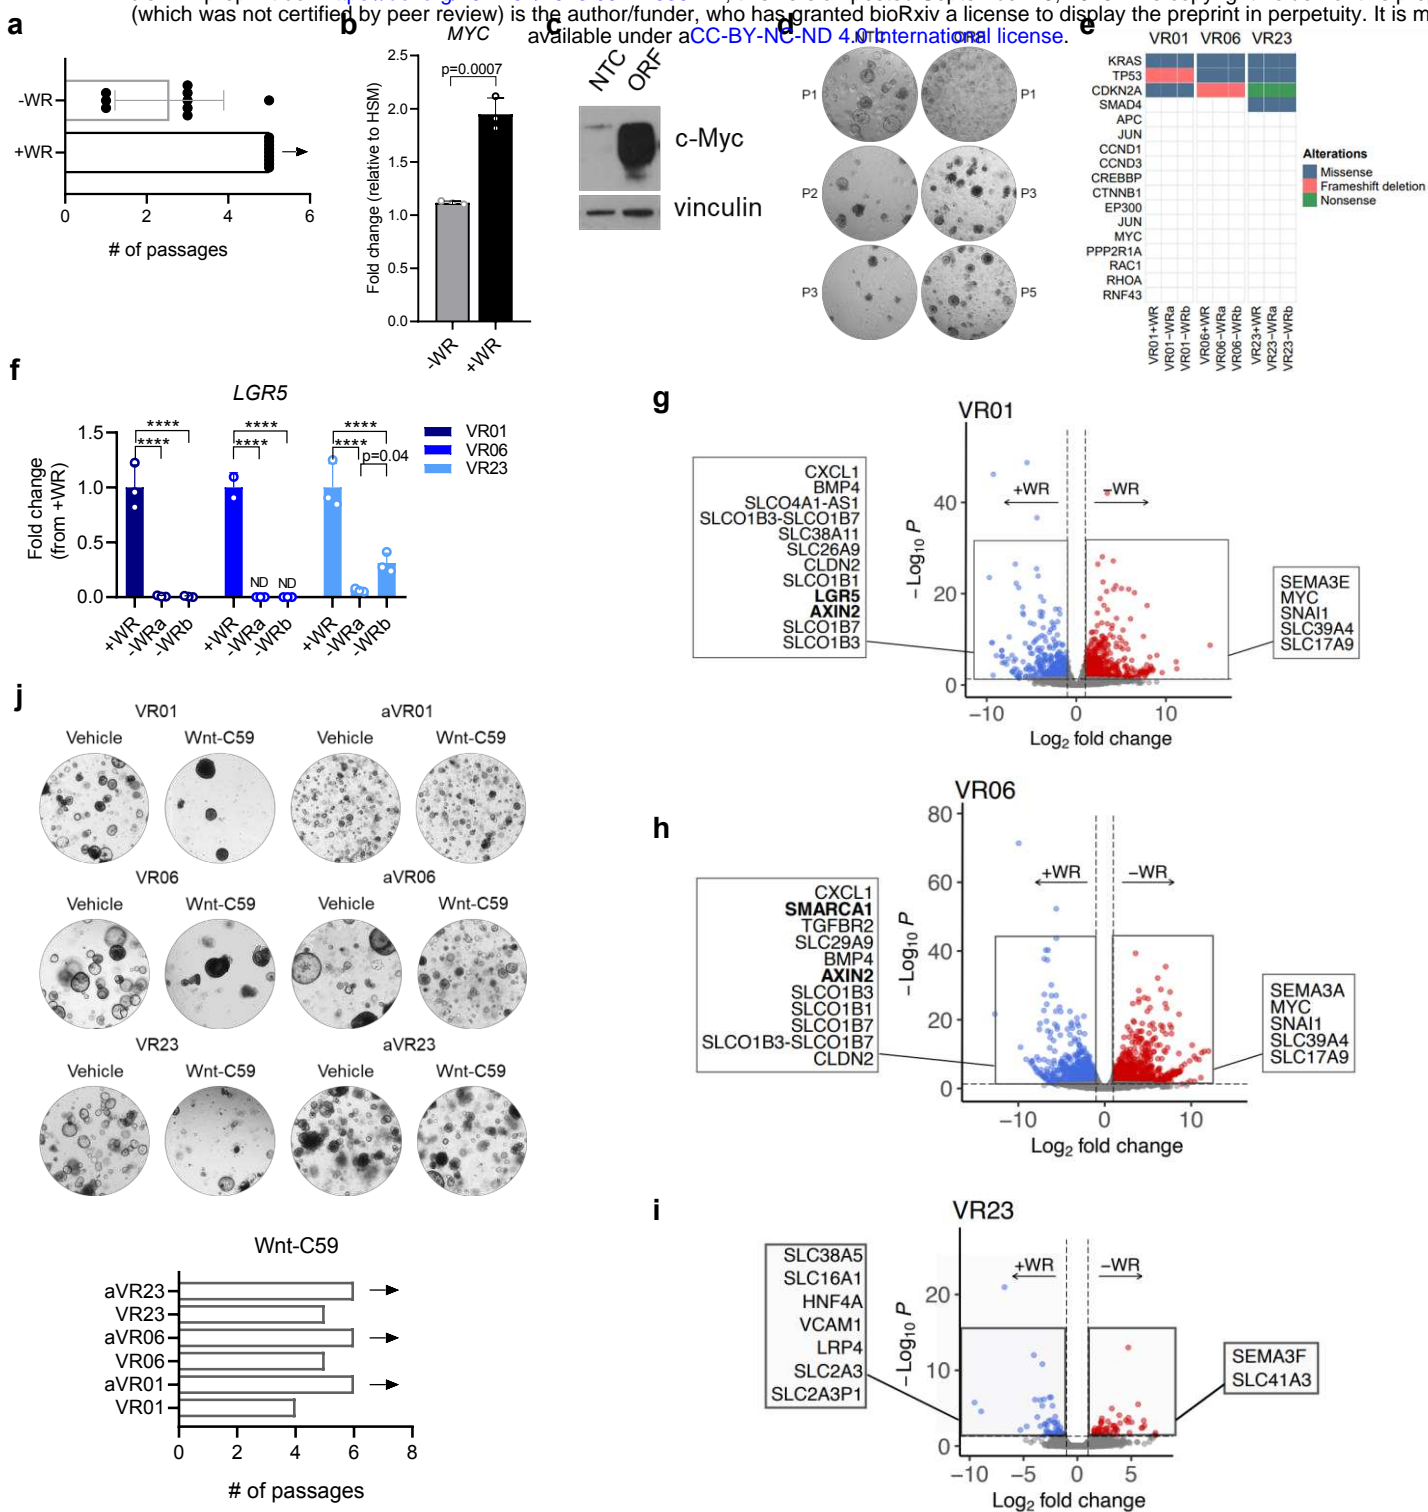 (which was not certified by peer review) is the author/funder, who has granted bioRxiv a license to display the preprint in perpetuity. It is m
available under aCC-BY-NC-ND 4.0 International license.
a
-WR
+WR
0 2 4 6
# of passages
b
MYC
p=0.0007
Fold change (relative to HSM)
2.5
2.0
1.5
1.0
0.5
0.0
-WR
+WR
c
NTC
ORF
c-Myc
vinculin
d
NTC
ORF
P1 P1
P2 P3
P3 P5
e
VR01 VR06 VR23
KRAS
TP53
CDKN2A
SMAD4
APC
JUN
CCND1
CCND3
CREBBP
CTNNB1
EP300
JUN
MYC
PPP2R1A
RAC1
RHOA
RNF43
VR01+WR
VR01-WRa
VR01-WRb
VR06+WR
VR06-WRa
VR06-WRb
VR23+WR
VR23-WRa
VR23-WRb
Alterations
Missense
Frameshift deletion
Nonsense
f
LGR5
Fold change
(from +WR)
1.5
1.0
0.5
0.0
****
****
****
****
****
****
p=0.04
ND ND
+WR
-WRa
-WRb
+WR
-WRa
-WRb
+WR
-WRa
-WRb
VR01
VR06
VR23
g
VR01
CXCL1
BMP4
SLCO4A1-AS1
SLCO1B3-SLCO1B7
SLC38A11
SLC26A9
CLDN2
SLCO1B1
LGR5
AXIN2
SLCO1B7
SLCO1B3
+WR -WR
−Log10 P
40
20
0
−10 0 10
Log2 fold change
SEMA3E
MYC
SNAI1
SLC39A4
SLC17A9
h
VR06
CXCL1
SMARCA1
TGFBR2
SLC29A9
BMP4
AXIN2
SLCO1B3
SLCO1B1
SLCO1B7
SLCO1B3-SLCO1B7
CLDN2
+WR −WR
−Log10 P
80
60
40
20
0
−10 0 10
Log2 fold change
SEMA3A
MYC
SNAI1
SLC39A4
SLC17A9
i
VR23
SLC38A5
SLC16A1
HNF4A
VCAM1
LRP4
SLC2A3
SLC2A3P1
+WR −WR
−Log10 P
20
10
0
−10 −5 0 5
Log2 fold change
SEMA3F
SLC41A3
j
VR01 aVR01
Vehicle Wnt-C59 Vehicle Wnt-C59
VR06 aVR06
Vehicle Wnt-C59 Vehicle Wnt-C59
VR23 aVR23
Vehicle Wnt-C59 Vehicle Wnt-C59
Wnt-C59
aVR23
VR23
aVR06
VR06
aVR01
VR01
0 2 4 6 8
# of passages